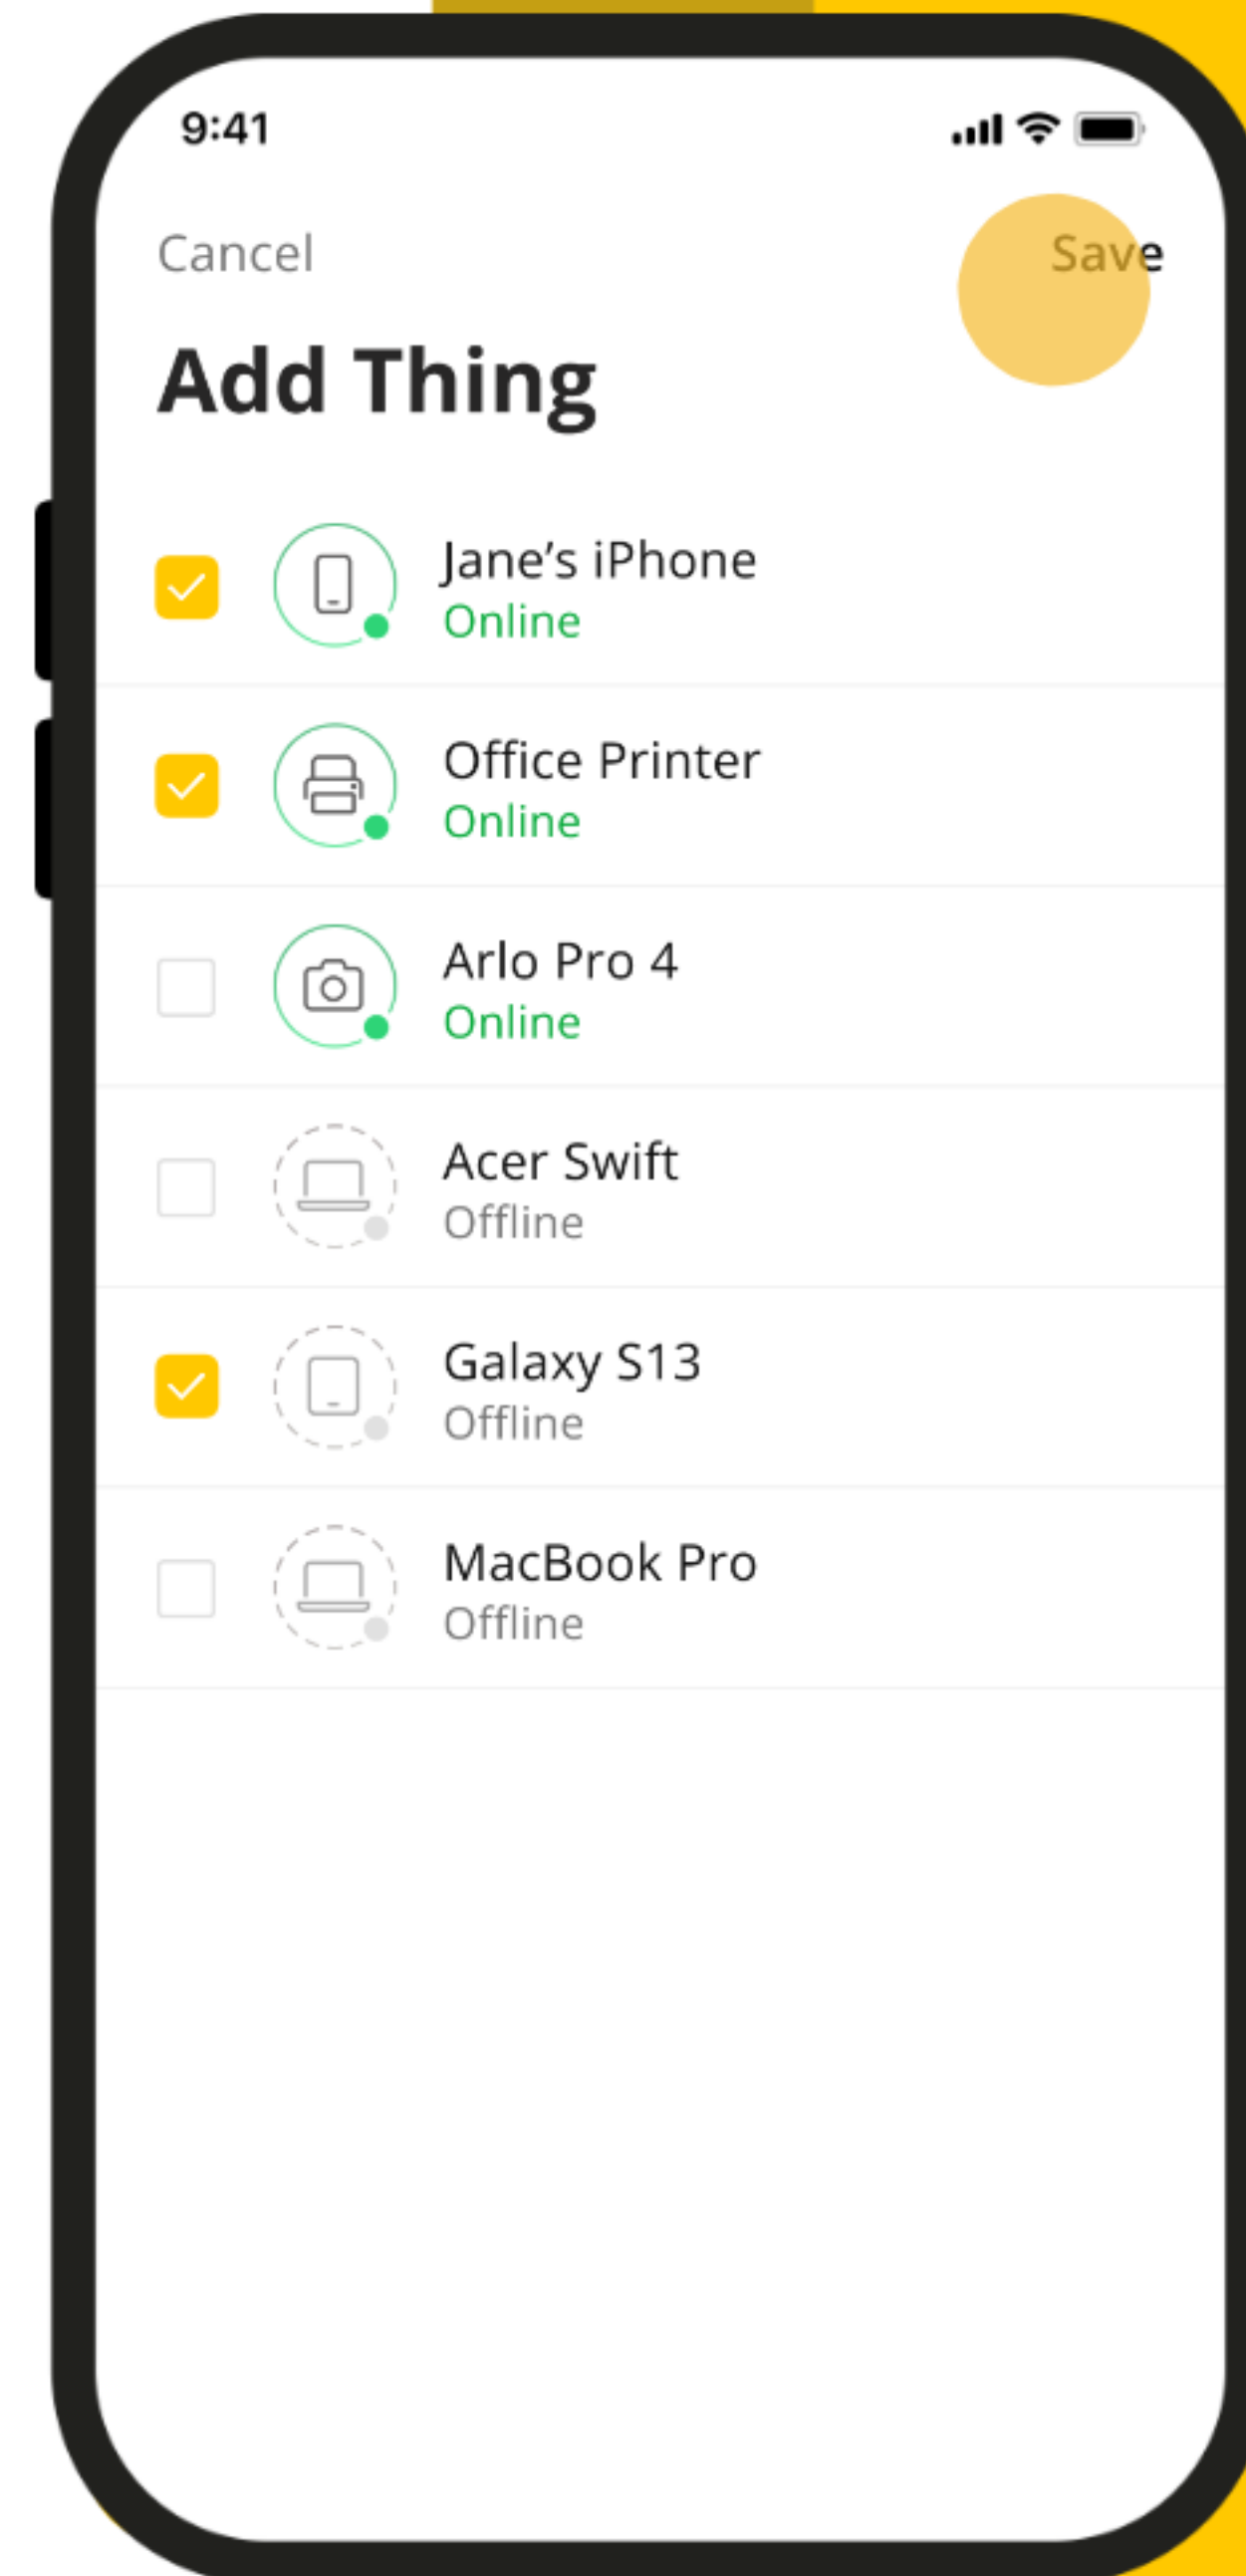 9:41
Cancel Save
Add Thing
Jane’s iPhone
Online
Office Printer
Online
Arlo Pro 4
Online
Acer Swift
Offline
Galaxy S13
Offline
MacBook Pro
Offline